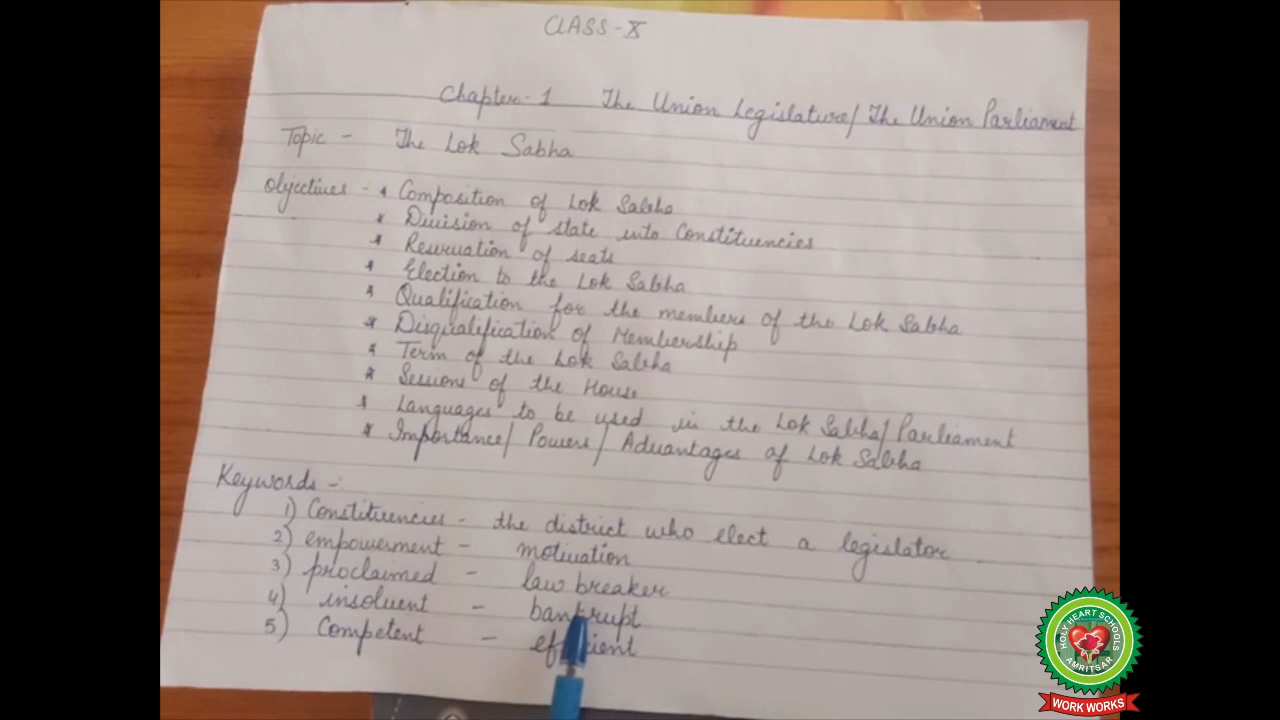 CLASS-X
Chapter-1 The Union Legislature/ The Union Parliament
Topic - The Lok Sabha
Objectives - * Composition of Lok Sabha
* Division of state into Constituencies
* Reservation of seats
* Election to the Lok Sabha
* Qualification for the members of the Lok Sabha
* Disqualification of Membership
* Term of the Lok Sabha
* Sessions of the House
* Languages to be used in the Lok Sabha/ Parliament
* Importance/ Powers/ Advantages of Lok Sabha
Keywords :-
1) Constituencies - the district who elect a legislator
2) empowerment - motivation
3) proclaimed - law breaker
4) insolvent - bankrupt
5) Competent - efficient
HOLY HEART SCHOOLS
AMRITSAR
WORK WORKS